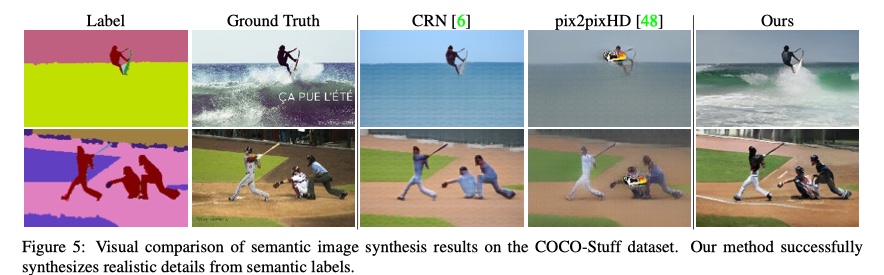 Label Ground Truth CRN [6] pix2pixHD [48] Ours
ÇA PUE L'ÉTÉ
Figure 5: Visual comparison of semantic image synthesis results on the COCO-Stuff dataset. Our method successfully
synthesizes realistic details from semantic labels.